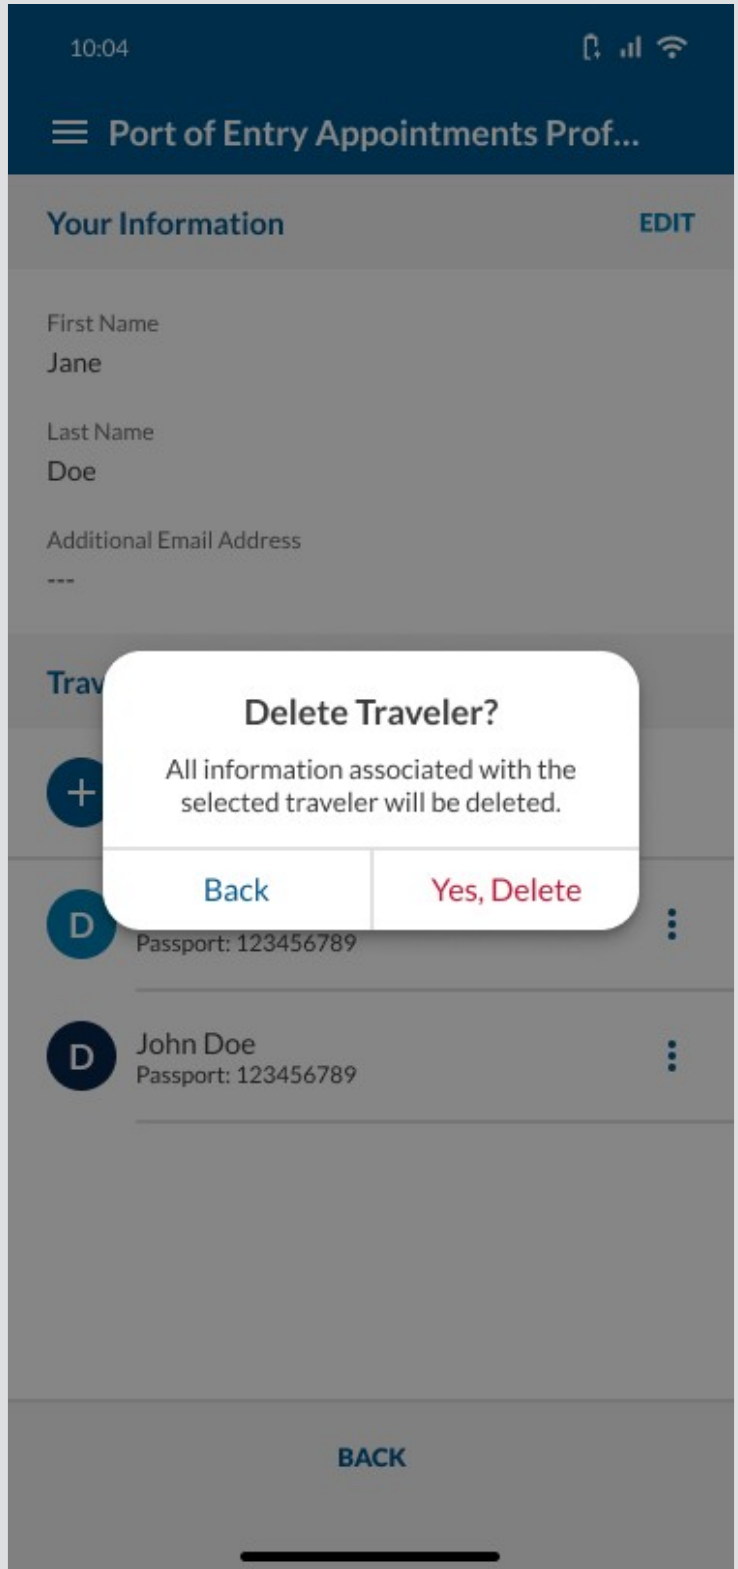 10:04
Port of Entry Appointments Prof...
Your Information EDIT
First Name
Jane
Last Name
Doe
Additional Email Address
---
Trav
Delete Traveler?
All information associated with the
selected traveler will be deleted.
Back Yes, Delete
D
Passport: 123456789
D John Doe
Passport: 123456789
BACK